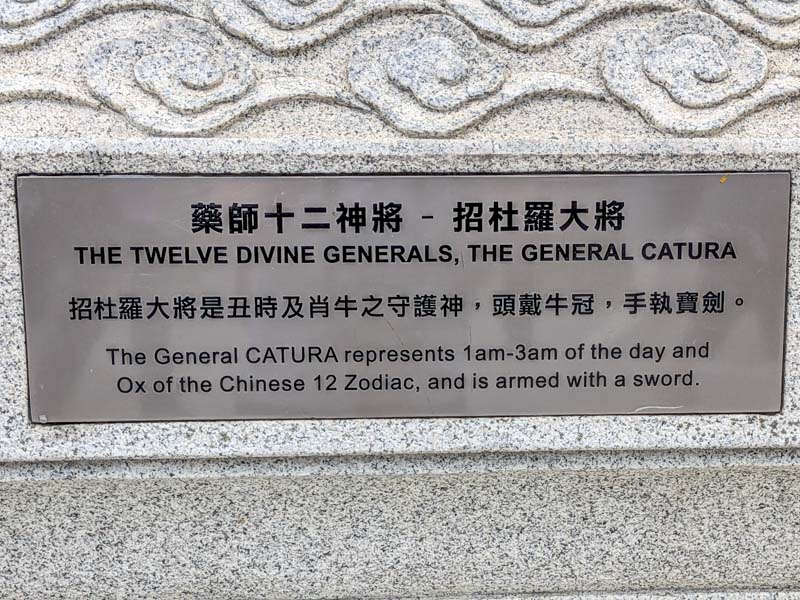 藥師十二神將 - 招杜羅大將
THE TWELVE DIVINE GENERALS, THE GENERAL CATURA
招杜羅大將是丑時及肖牛之守護神，頭戴牛冠，手執寶劍。
The General CATURA represents 1am-3am of the day and
Ox of the Chinese 12 Zodiac, and is armed with a sword.